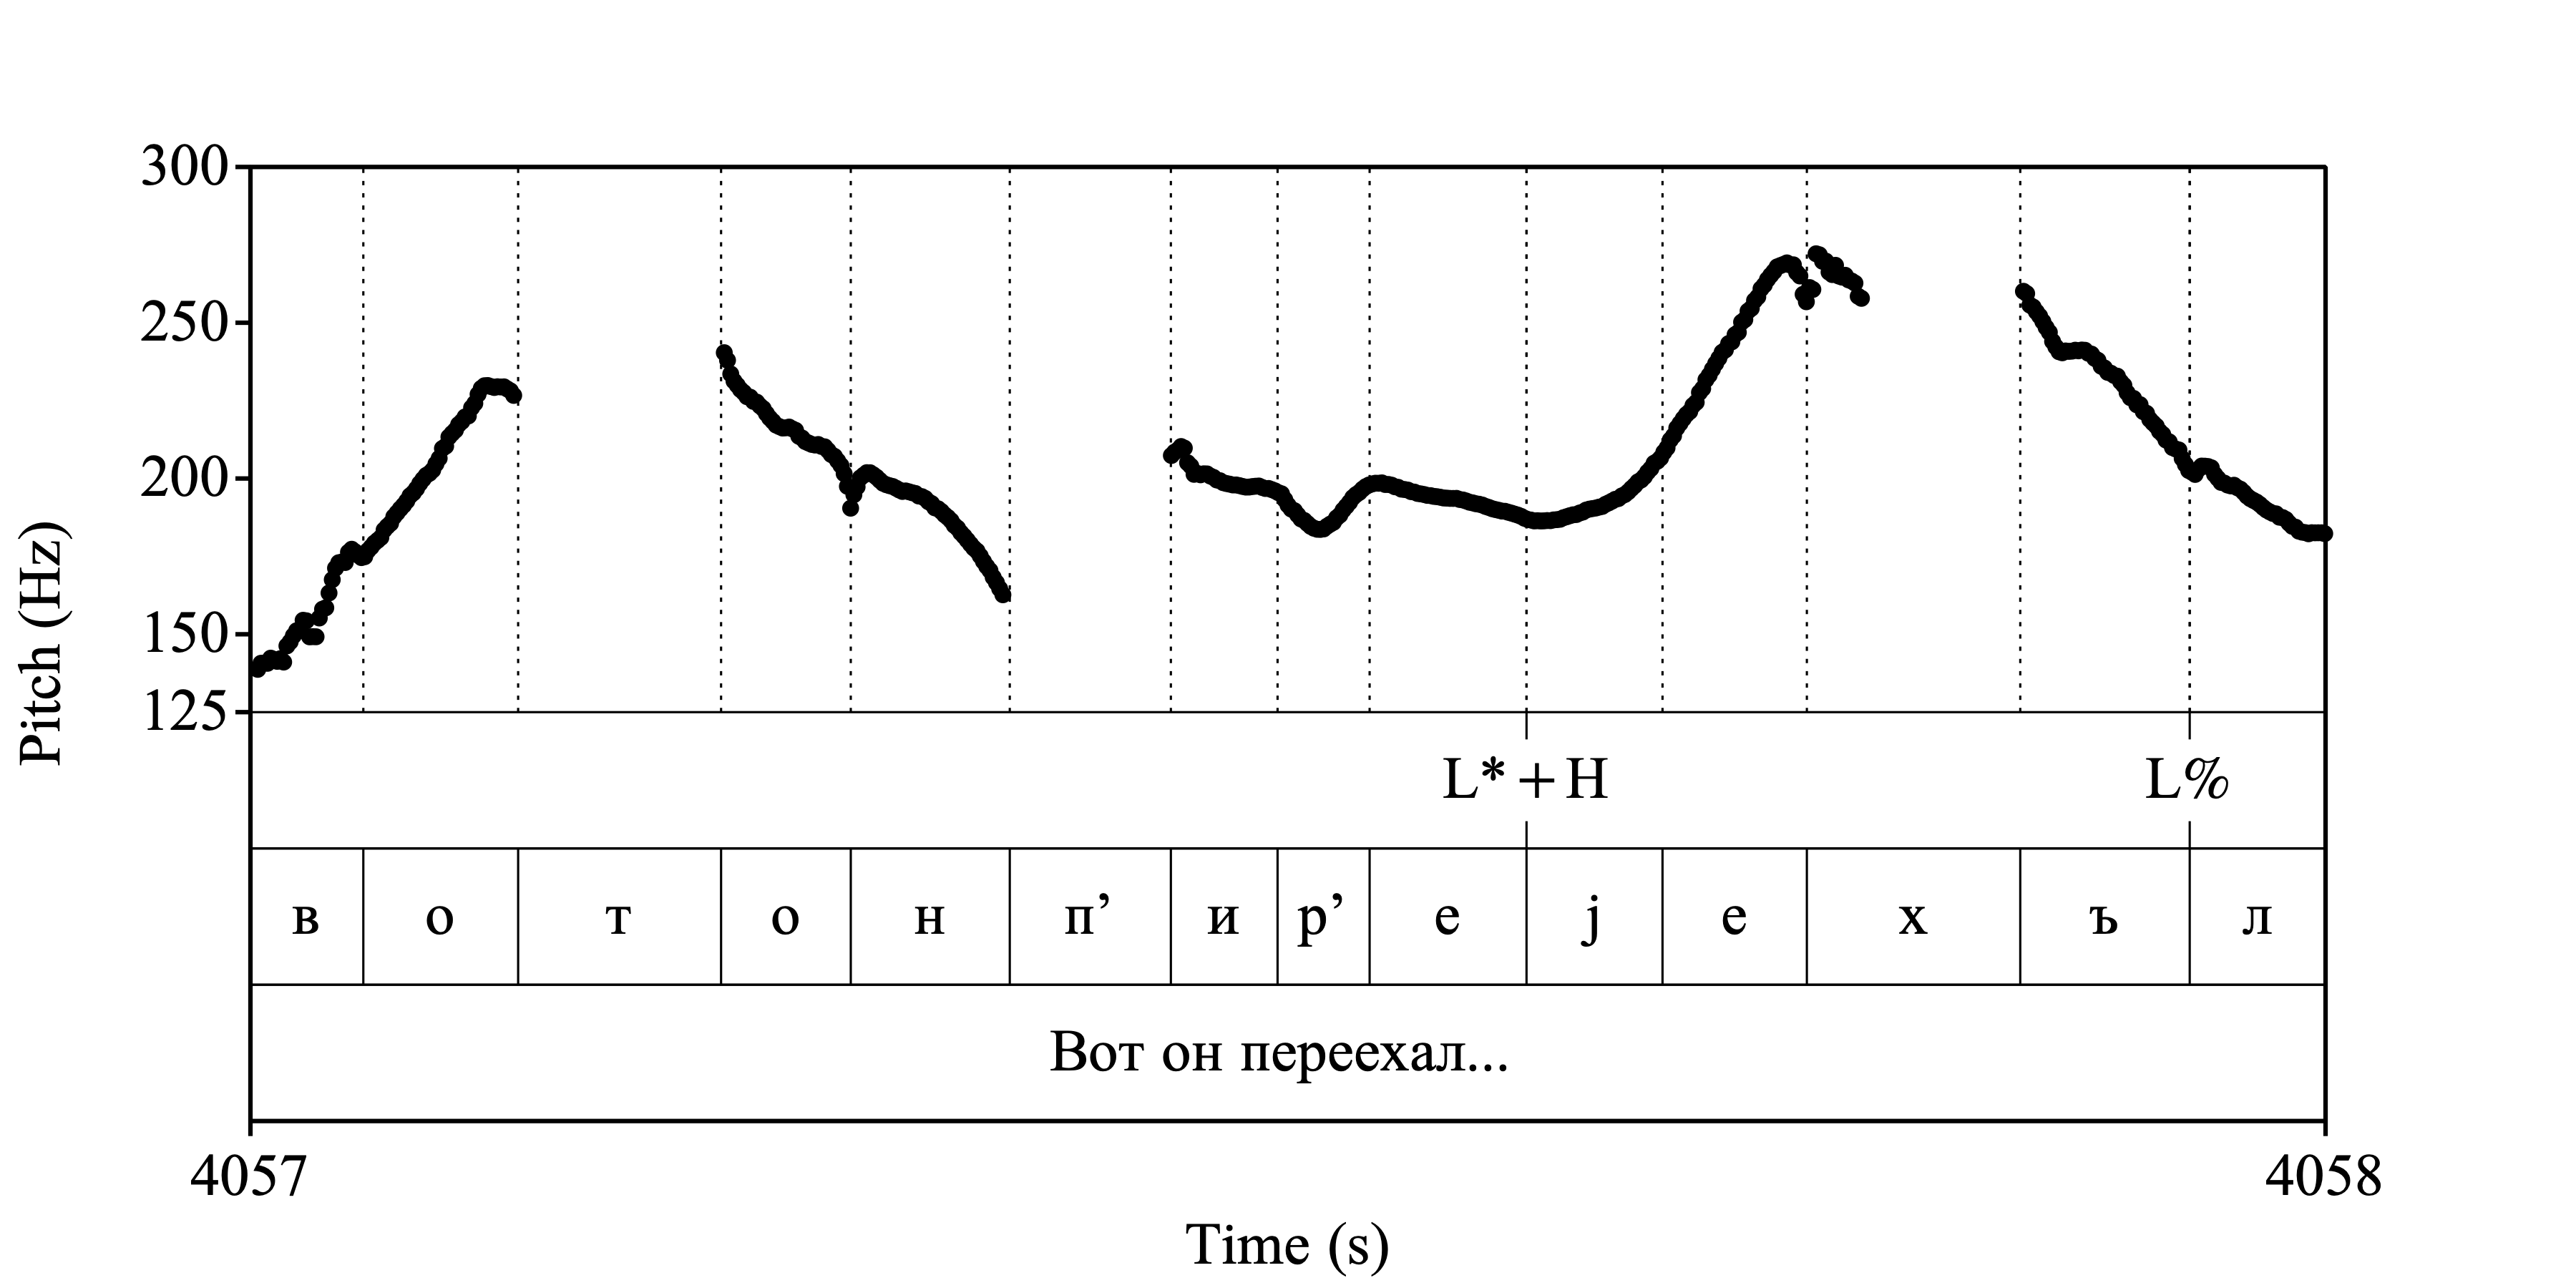 300
250
200
150
125
Pitch (Hz)
L*+H L%
в о т о н п’ и р’ е j е х ъ л
Вот он переехал...
4057 4058
Time (s)